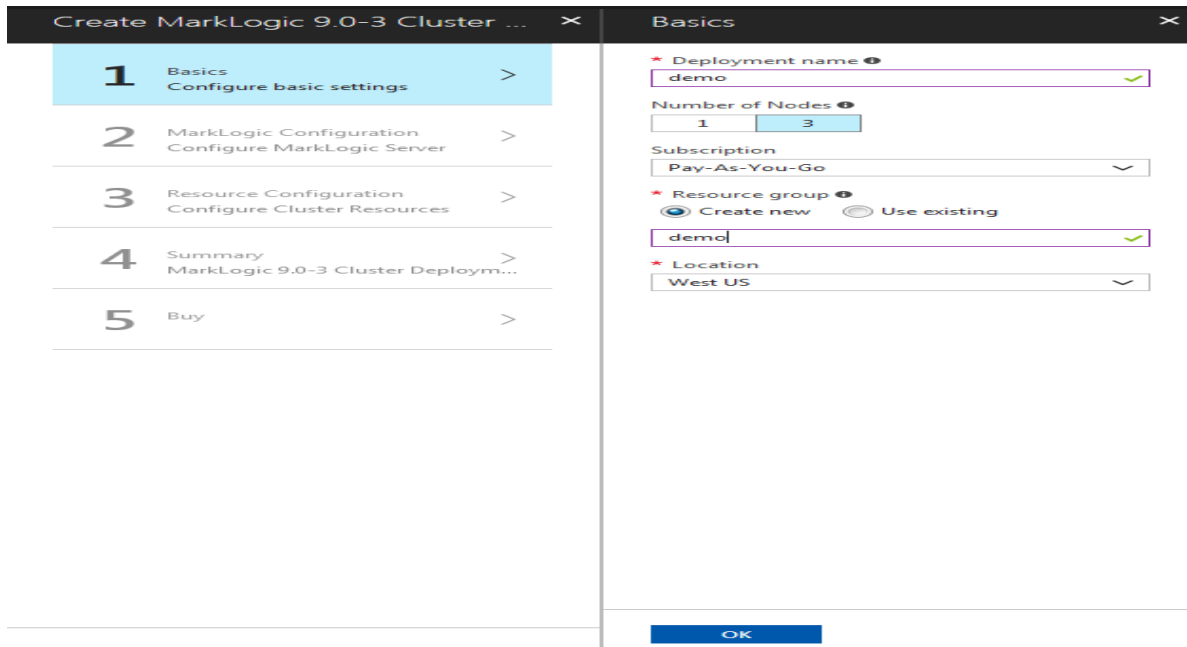 Create MarkLogic 9.0-3 Cluster ...
1
Basics
Configure basic settings
2
MarkLogic Configuration
Configure MarkLogic Server
3
Resource Configuration
Configure Cluster Resources
4
Summary
MarkLogic 9.0-3 Cluster Deploym...
5
Buy
Basics
* Deployment name
demo
Number of Nodes
1 3
Subscription
Pay-As-You-Go
* Resource group
Create new Use existing
demo
* Location
West US
OK